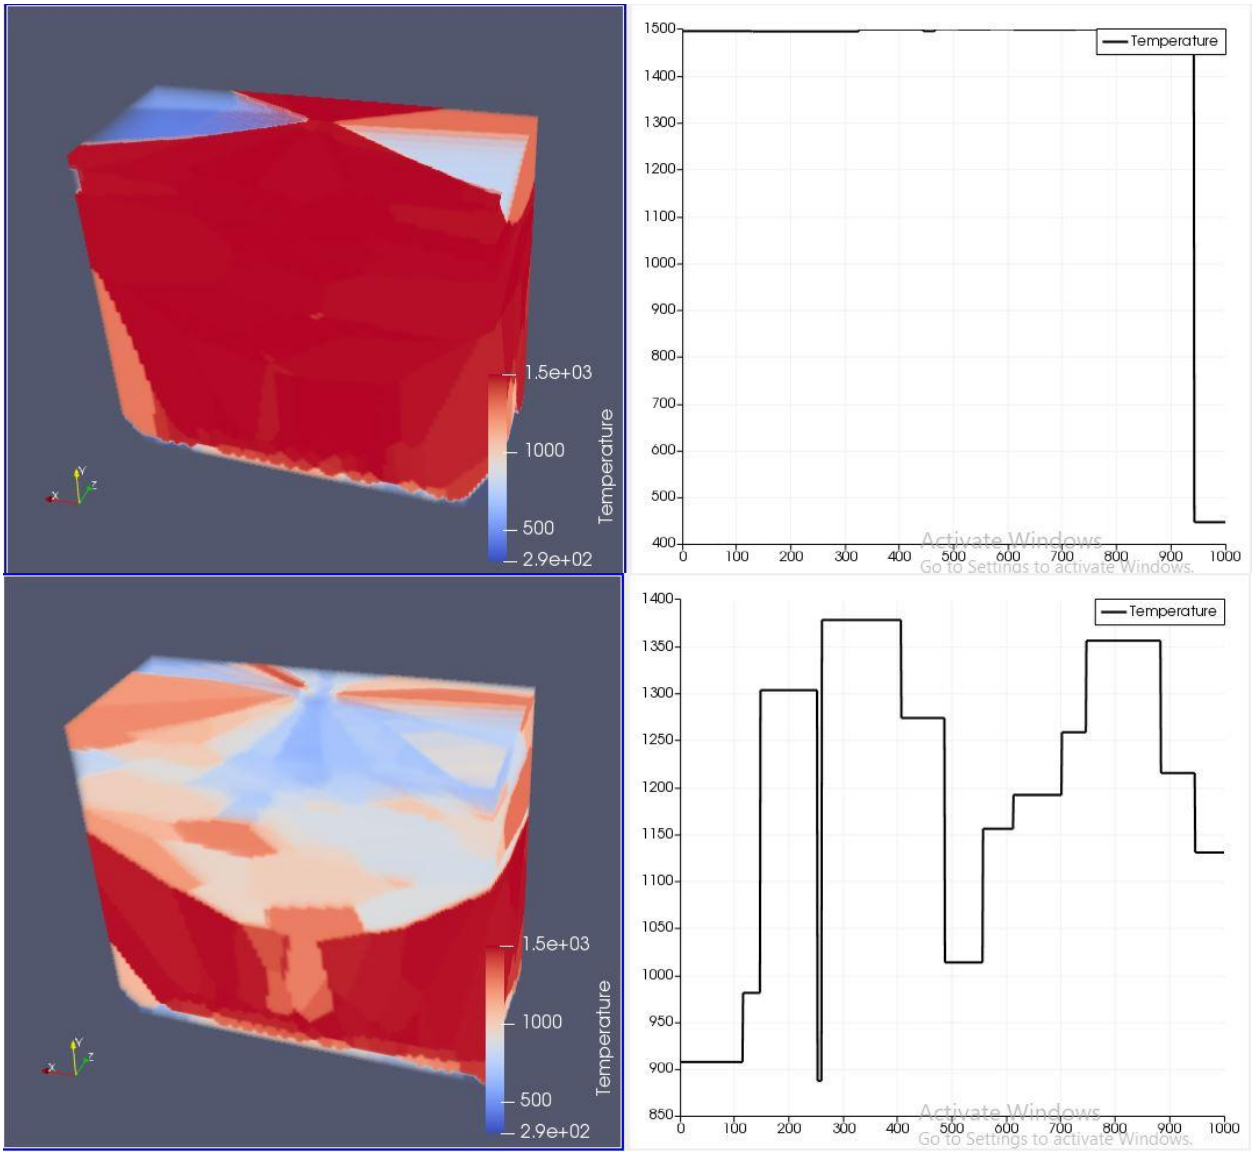 1500
Temperature
1400
1300
1200
1100
1000
900
800
700
600
500
400
0 100 200 300 400 500 600 700 800 900 1000
1.5e+03
1000
500
2.9e+02
Temperature
Y
X
Z
Activate Windows
Go to Settings to activate Windows.
1400
Temperature
1350
1300
1250
1200
1150
1100
1050
1000
950
900
850
0 100 200 300 400 500 600 700 800 900 1000
1.5e+03
1000
500
2.9e+02
Temperature
Y
X
Z
Activate Windows
Go to Settings to activate Windows.